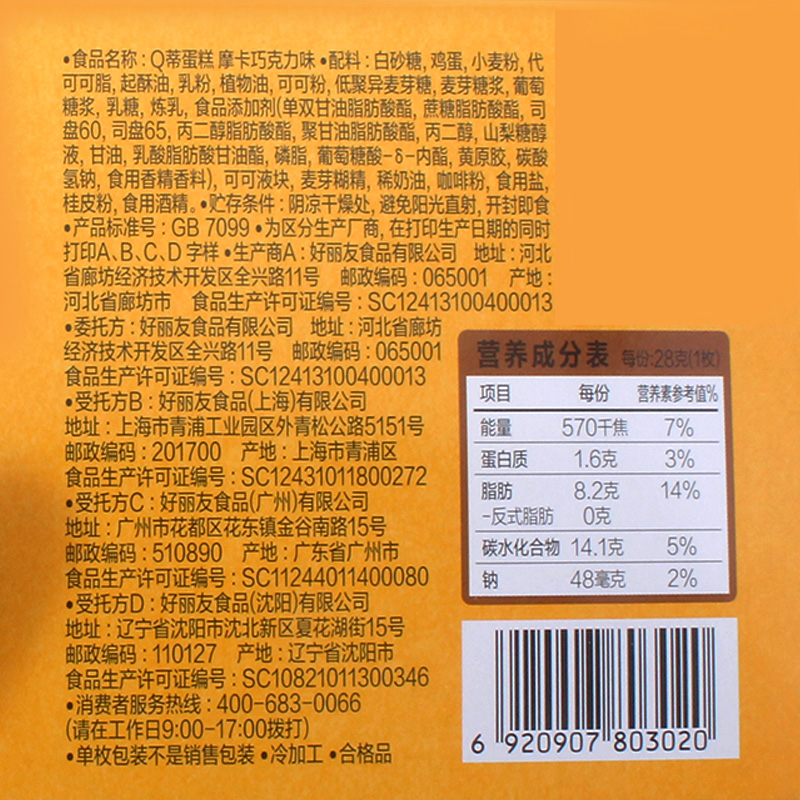 •食品名称：Q蒂蛋糕 摩卡巧克力味 •配料：白砂糖, 鸡蛋, 小麦粉, 代
可可脂, 起酥油, 乳粉, 植物油, 可可粉, 低聚异麦芽糖, 麦芽糖浆, 葡萄
糖浆, 乳糖, 炼乳, 食品添加剂(单双甘油脂肪酸酯, 蔗糖脂肪酸酯, 司
盘60, 司盘65, 丙二醇脂肪酸酯, 聚甘油脂肪酸酯, 丙二醇, 山梨糖醇
液, 甘油, 乳酸脂肪酸甘油酯, 磷脂, 葡萄糖酸-δ-内酯, 黄原胶, 碳酸
氢钠, 食用香精香料), 可可液块, 麦芽糊精, 稀奶油, 咖啡粉, 食用盐,
桂皮粉, 食用酒精。•贮存条件：阴凉干燥处, 避免阳光直射, 开封即食
•产品标准号：GB 7099 •为区分生产厂商, 在打印生产日期的同时
打印A、B、C、D 字样 •生产商A：好丽友食品有限公司 地址：河北
省廊坊经济技术开发区全兴路11号 邮政编码：065001 产地：
河北省廊坊市 食品生产许可证编号：SC12413100400013
•委托方：好丽友食品有限公司 地址：河北省廊坊
经济技术开发区全兴路11号 邮政编码：065001
食品生产许可证编号：SC12413100400013
•受托方B：好丽友食品(上海)有限公司
地址：上海市青浦工业园区外青松公路5151号
邮政编码：201700 产地：上海市青浦区
食品生产许可证编号：SC12431011800272
•受托方C：好丽友食品(广州)有限公司
地址：广州市花都区花东镇金谷南路15号
邮政编码：510890 产地：广东省广州市
食品生产许可证编号：SC11244011400080
•受托方D：好丽友食品(沈阳)有限公司
地址：辽宁省沈阳市沈北新区夏花湖街15号
邮政编码：110127 产地：辽宁省沈阳市
食品生产许可证编号：SC10821011300346
•消费者服务热线：400-683-0066
(请在工作日9:00-17:00拨打)
•单枚包装不是销售包装 •冷加工 •合格品
营养成分表 每份:28克(1枚)
项目 每份 营养素参考值%
能量 570千焦 7%
蛋白质 1.6克 3%
脂肪 8.2克 14%
-反式脂肪 0克
碳水化合物 14.1克 5%
钠 48毫克 2%
6 920907 803020